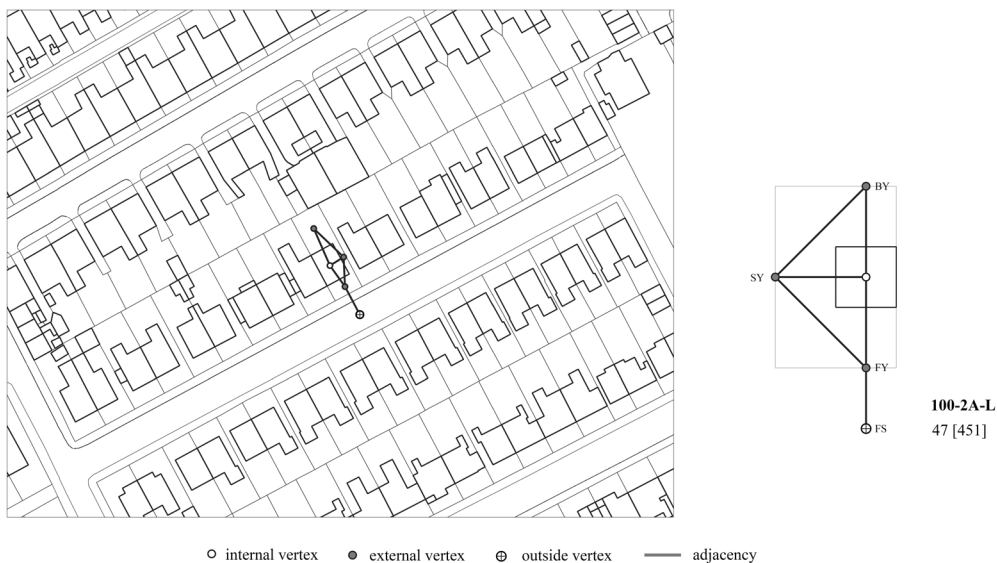 BY
SY
FY
100-2A-L
FS
47 [451]
internal vertex
external vertex
outside vertex
adjacency